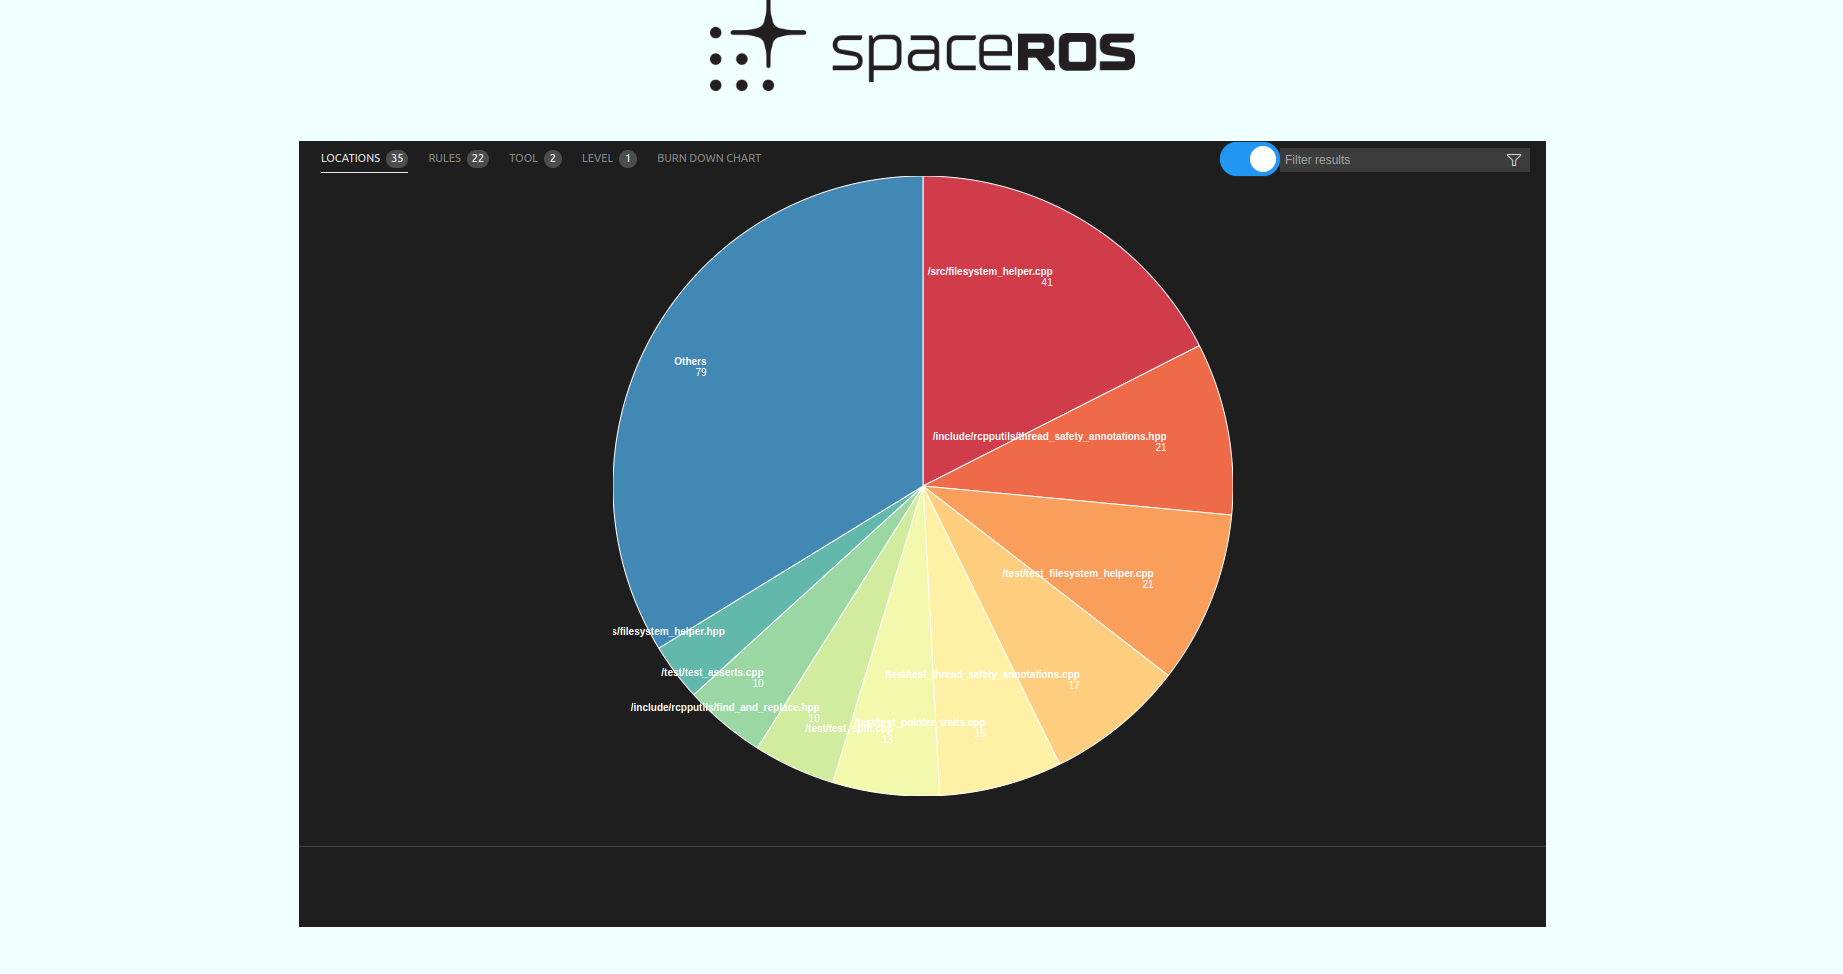 spaceROS
LOCATIONS 35 RULES 22 TOOL 2 LEVEL 1 BURN DOWN CHART Filter results
/src/filesystem_helper.cpp
41
Others
79
/include/rcpputils/thread_safety_annotations.hpp
21
/test/test_filesystem_helper.cpp
21
s/filesystem_helper.hpp
/test/test_asserts.cpp
10
/test/test_thread_safety_annotations.cpp
17
/include/rcpputils/find_and_replace.hpp
10
/test/test_pointer_traits.cpp
15
/test/test_split.cpp
13